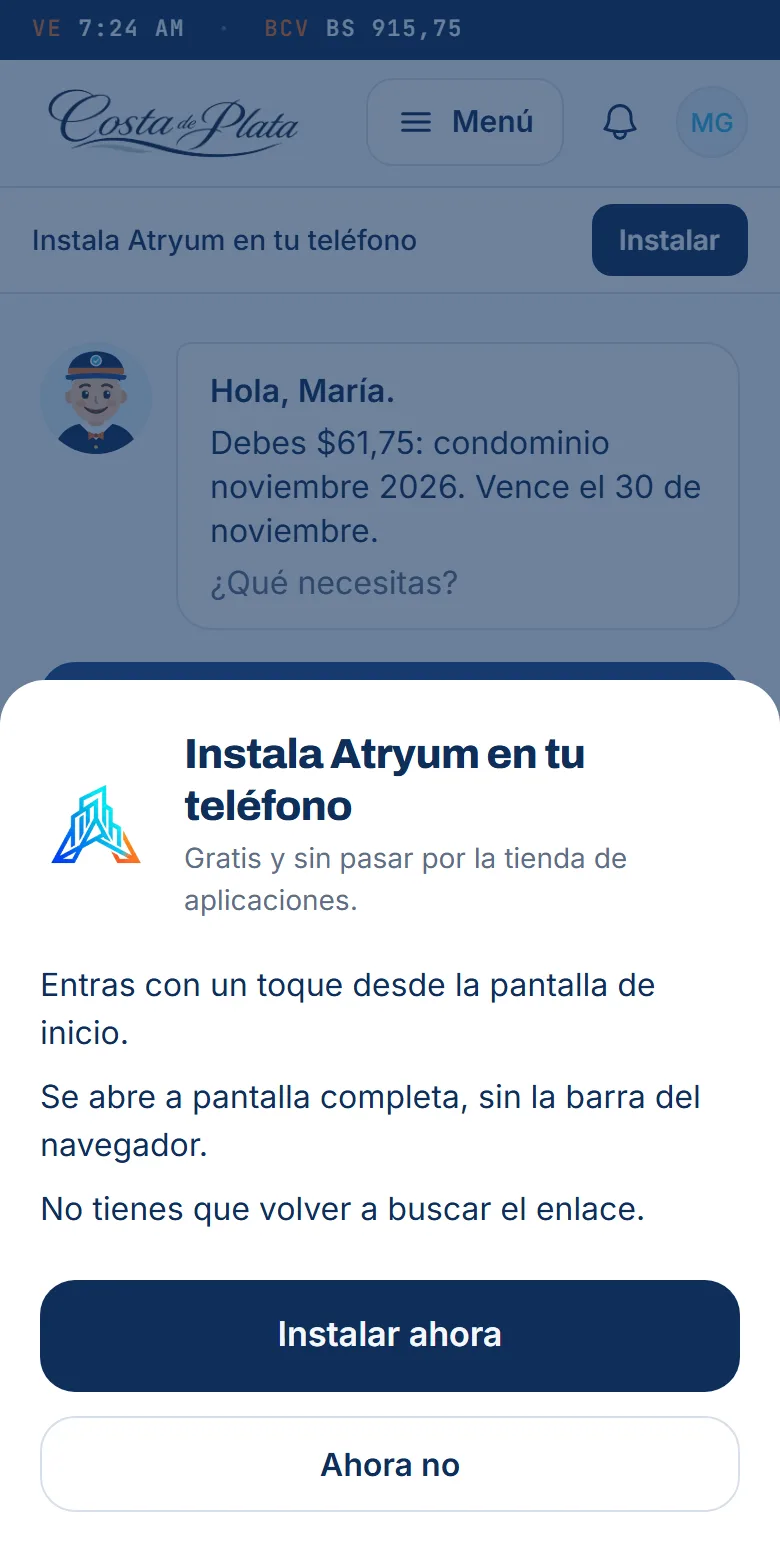 VE 7:24 AM · BCV BS 915,75
Costa de Plata
Menú
MG
Instala Atryum en tu teléfono
Instalar
Hola, María.
Debes $61,75: condominio
noviembre 2026. Vence el 30 de
noviembre.
¿Qué necesitas?
Instala Atryum en tu
teléfono
Gratis y sin pasar por la tienda de
aplicaciones.
Entras con un toque desde la pantalla de
inicio.
Se abre a pantalla completa, sin la barra del
navegador.
No tienes que volver a buscar el enlace.
Instalar ahora
Ahora no